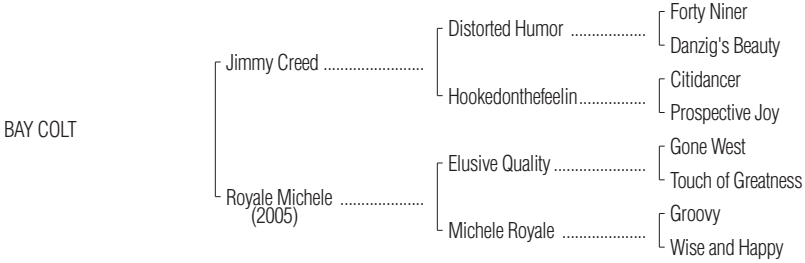 Forty Niner
Distorted Humor ...................
Danzig's Beauty
Jimmy Creed .........................
Citidancer
Hookedonthefeelin.................
Prospective Joy
BAY COLT
Gone West
Elusive Quality .......................
Touch of Greatness
Royale Michele .....................
(2005)
Groovy
Michele Royale .....................
Wise and Happy